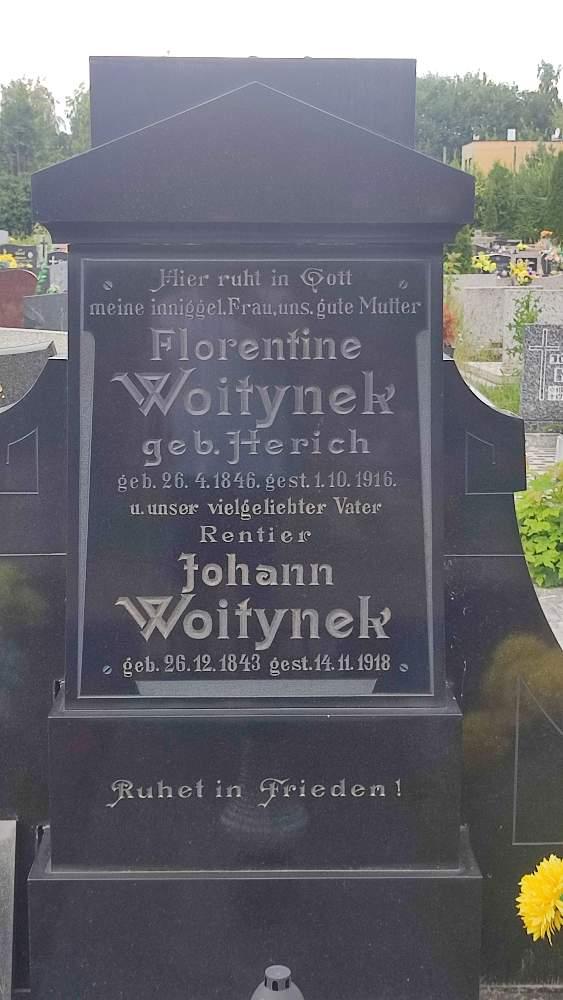 Hier ruht in Gott
meine inniggel.Frau,uns.gute Mutter
Florentine
Woitynek
geb.Herich
geb. 26. 4.1846. gest. 1.10.1916.
u.unser vielgeliebter Vater
Rentier
Johann
Woitynek
geb. 26.12. 1843 gest.14.11.1918
Ruhet in Frieden!